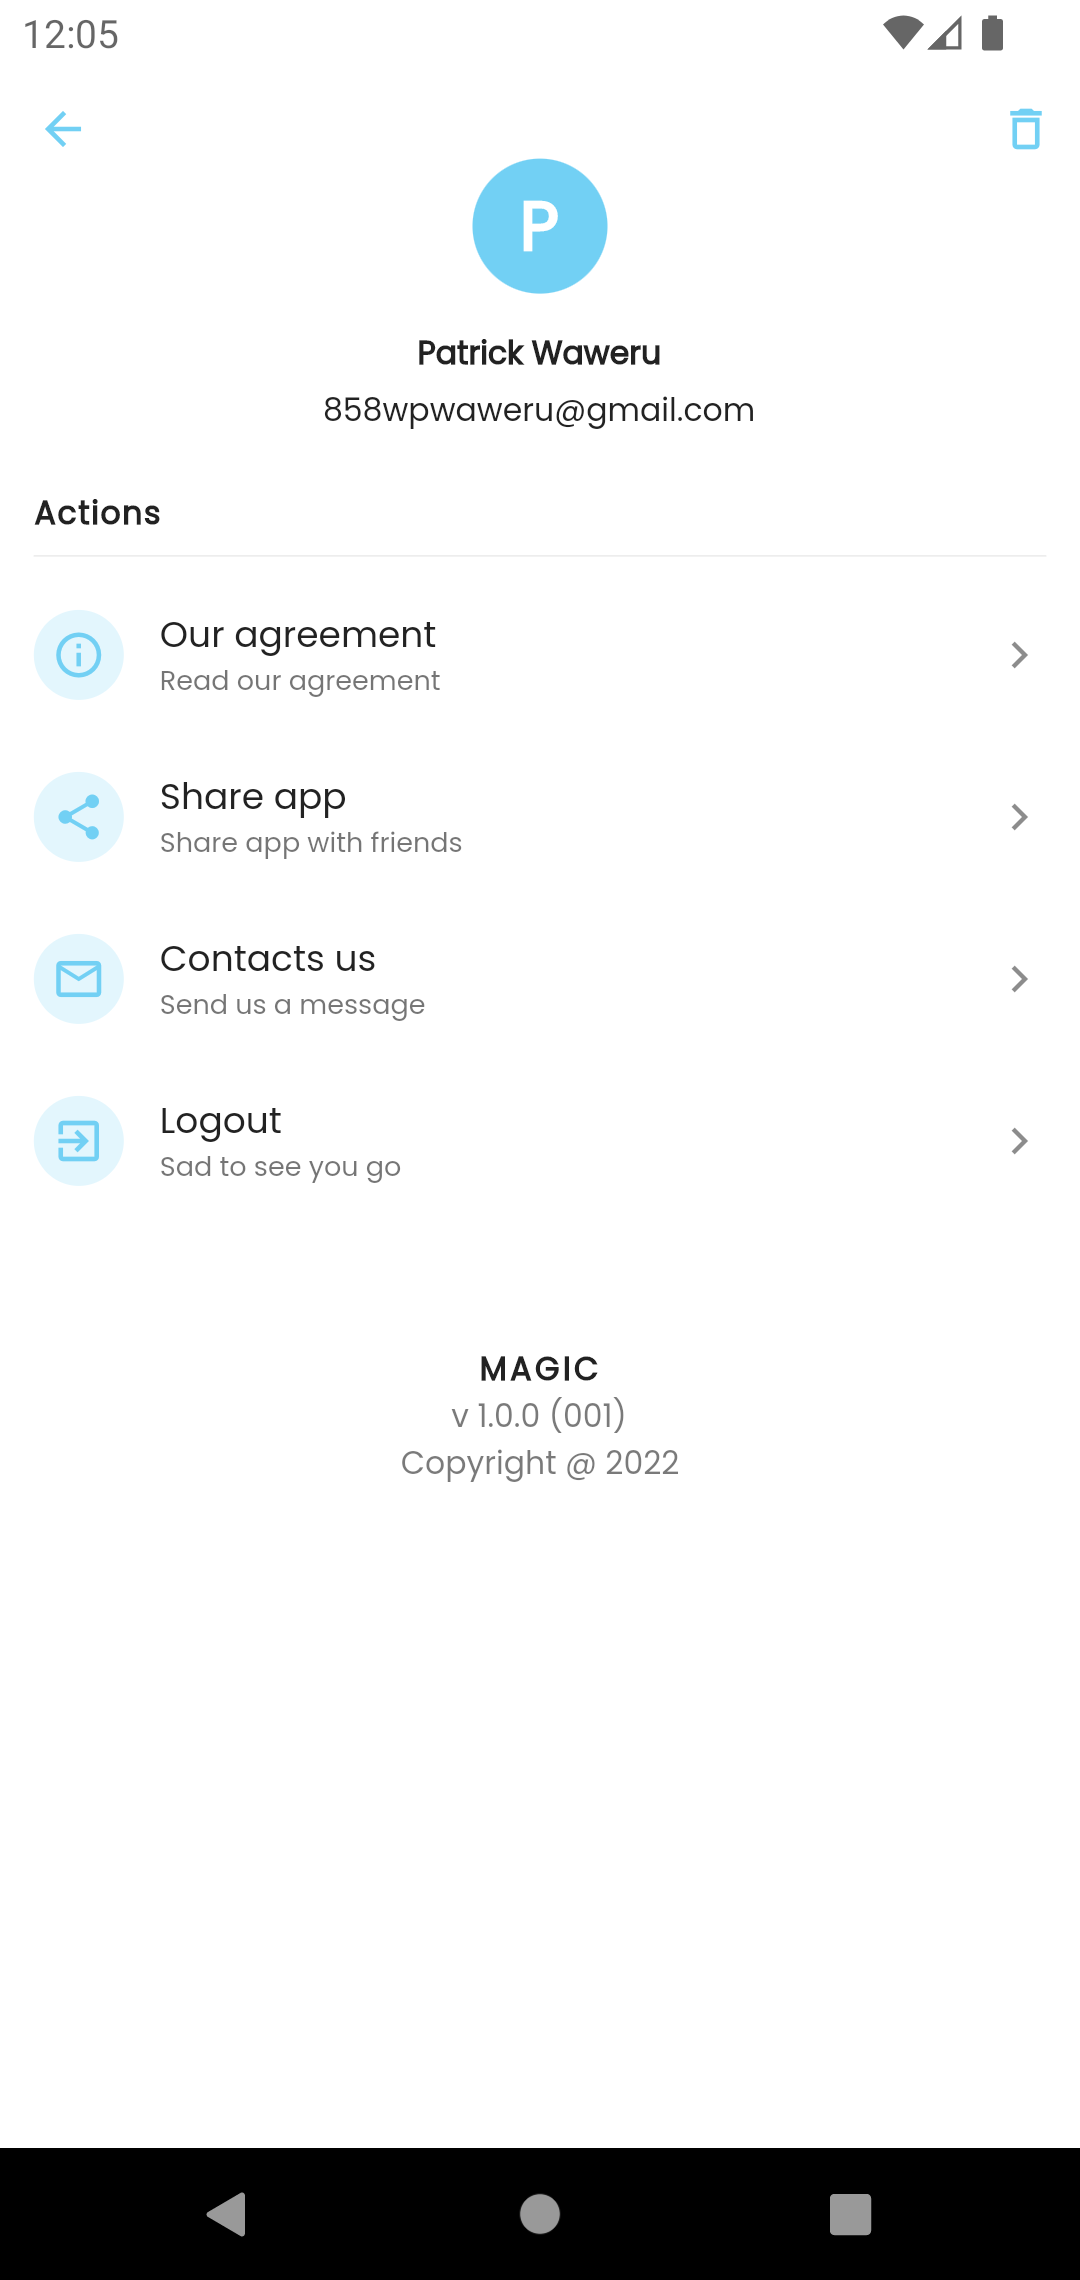 12:05
P
Patrick Waweru
858wpwaweru@gmail.com
Actions
Our agreement
Read our agreement
Share app
Share app with friends
Contacts us
Send us a message
Logout
Sad to see you go
MAGIC
v 1.0.0 (001)
Copyright @ 2022